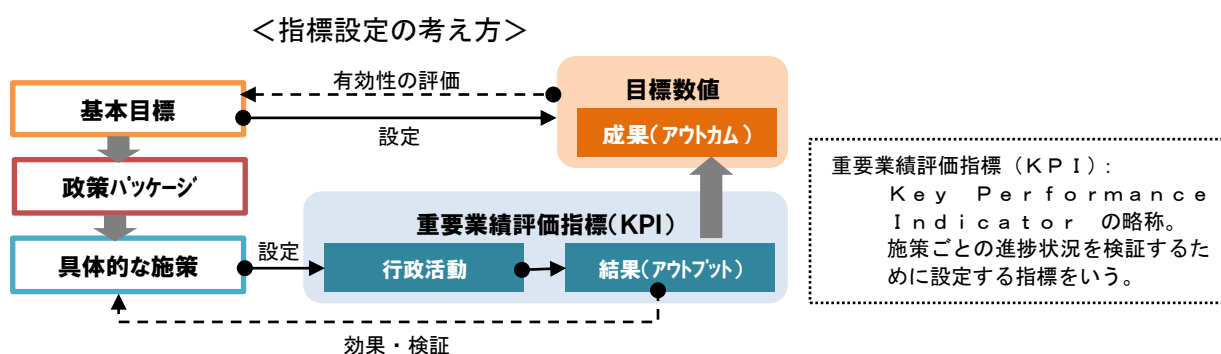 ＜指標設定の考え方＞
有効性の評価
基本目標
設定
目標数値
成果（アウトカム）
政策パッケージ
重要業績評価指標（KPI）
具体的な施策
設定
行政活動
結果（アウトプット）
効果・検証
重要業績評価指標（ＫＰＩ）：
Ｋｅｙ　Ｐｅｒｆｏｒｍａｎｃｅ
Ｉｎｄｉｃａｔｏｒ　の略称。
施策ごとの進捗状況を検証するた
めに設定する指標をいう。